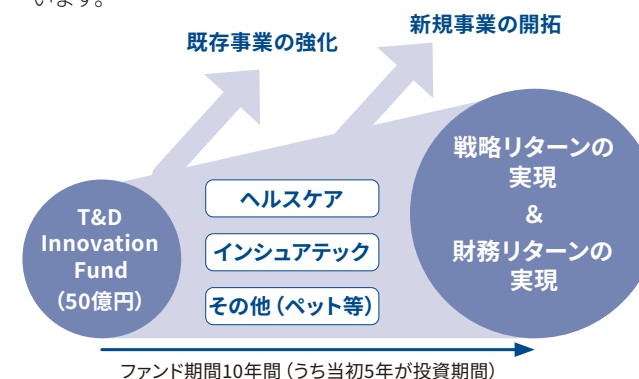 います。
既存事業の強化
新規事業の開拓
T&D
Innovation
Fund
（50億円）
ヘルスケア
インシュアテック
その他（ペット等）
戦略リターンの
実現
&
財務リターンの
実現
ファンド期間10年間（うち当初5年が投資期間）